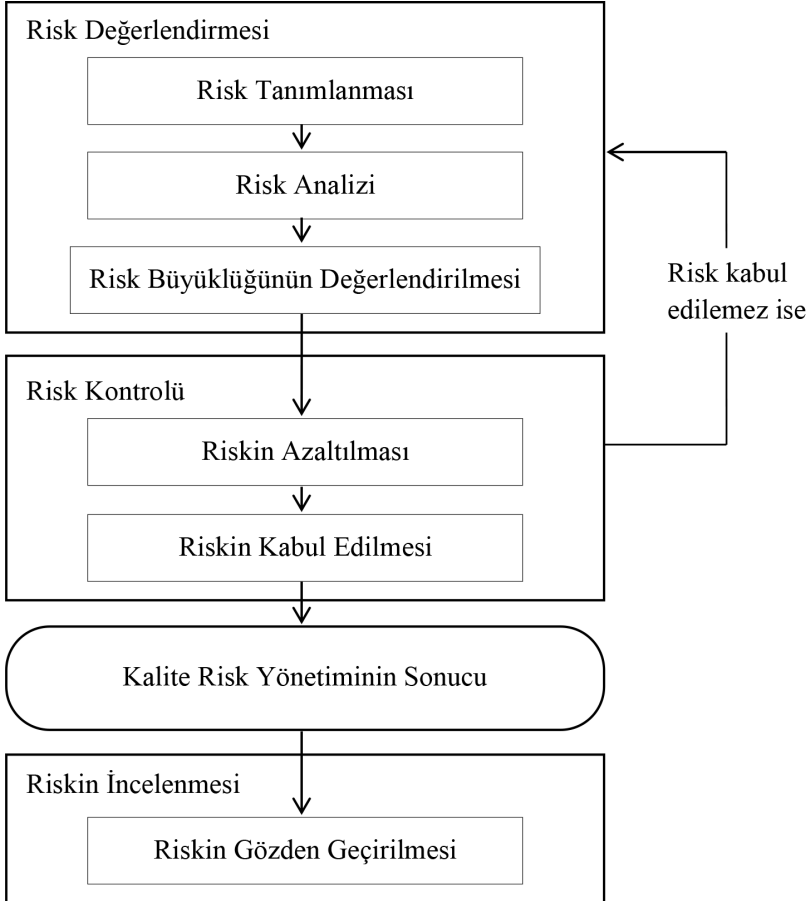 Risk Değerlendirmesi
Risk Tanımlanması
Risk Analizi
Risk Büyüklüğünün Değerlendirilmesi
Risk kabul
edilemez ise
Risk Kontrolü
Riskin Azaltılması
Riskin Kabul Edilmesi
Kalite Risk Yönetiminin Sonucu
Riskin İncelenmesi
Riskin Gözden Geçirilmesi